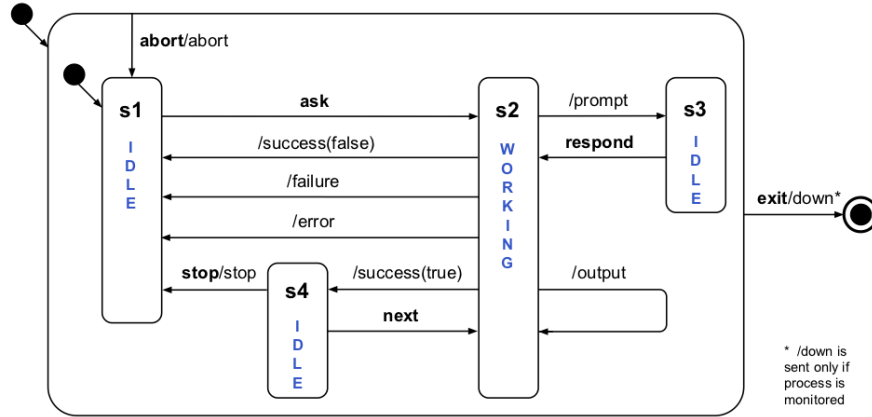 abort/abort
s1
IDLE
ask
s2
WORKING
/prompt
s3
IDLE
/success(false)
respond
/failure
exit/down*
/error
stop/stop
s4
IDLE
/success(true)
/output
next
* /down is
sent only if
process is
monitored